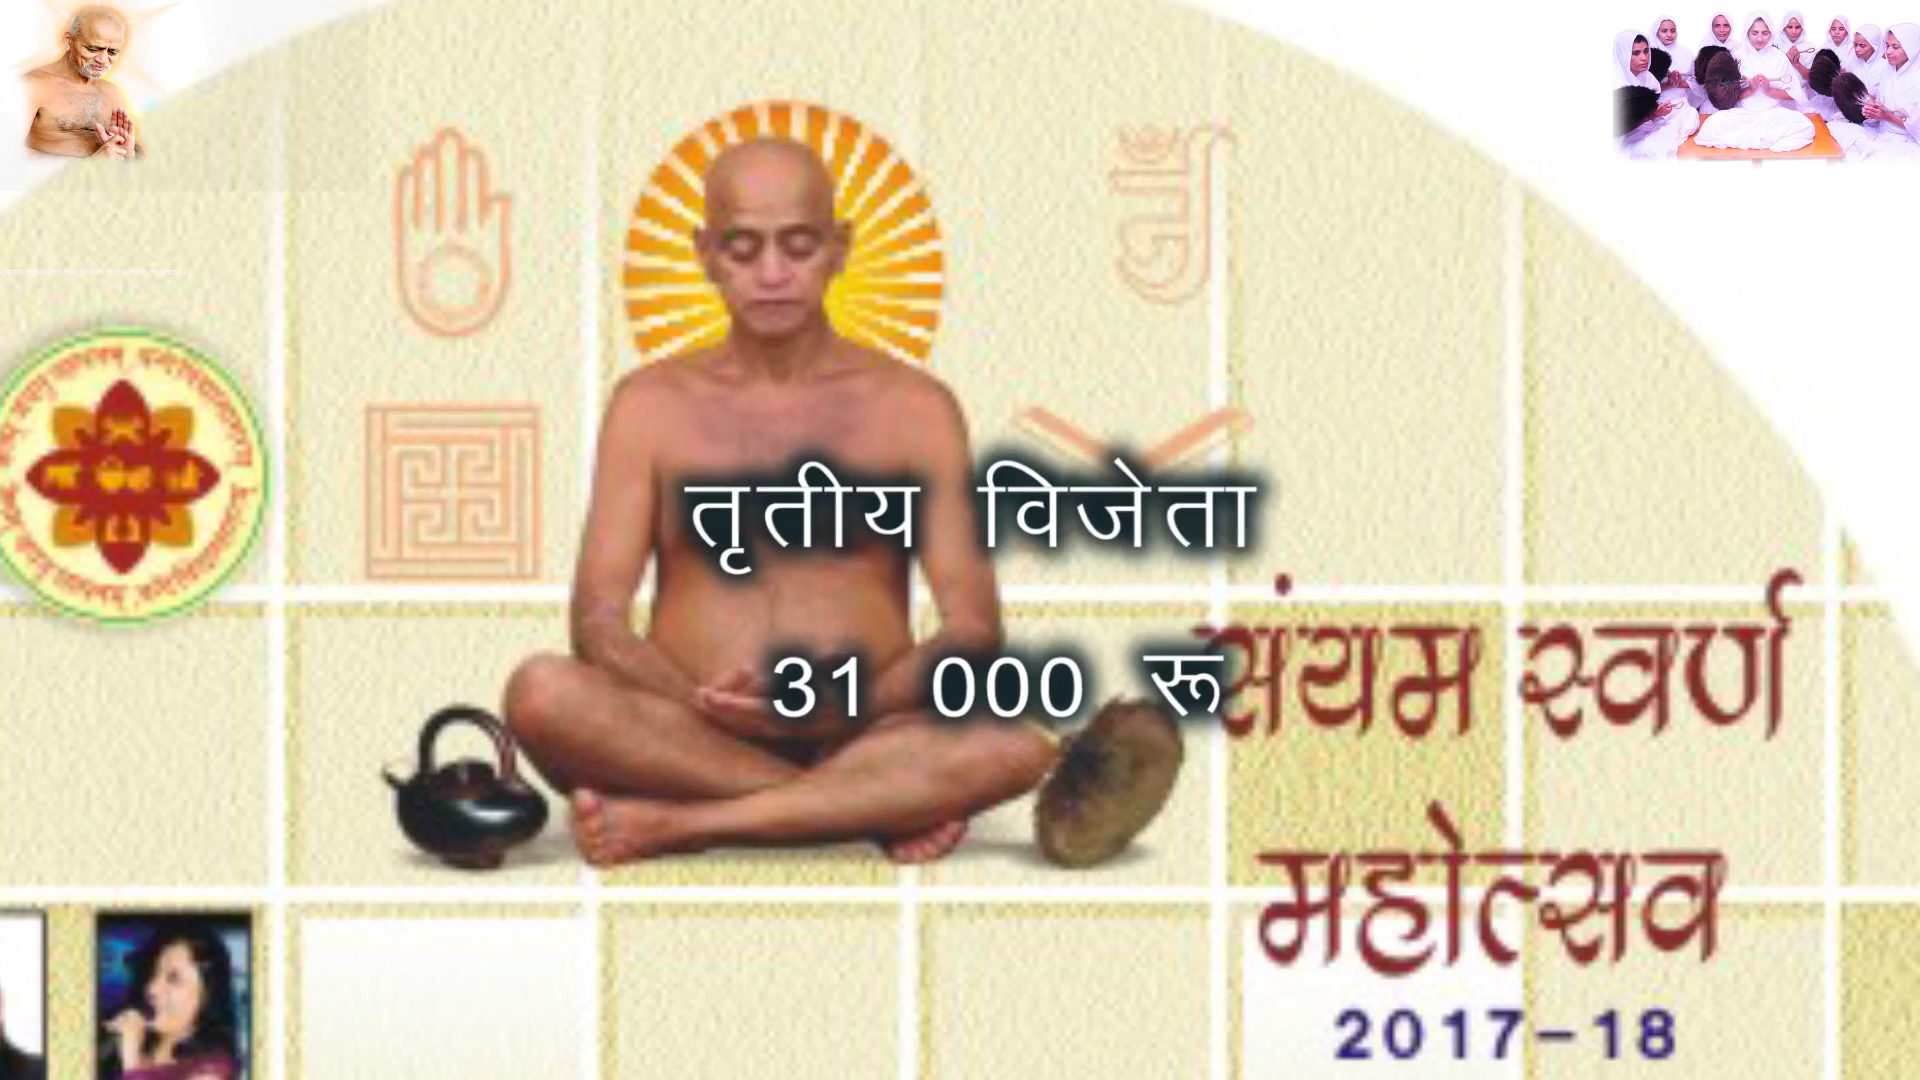 तृतीय विजेता
31 000 रू
संयम स्वर्ण
महोत्सव
2017-18